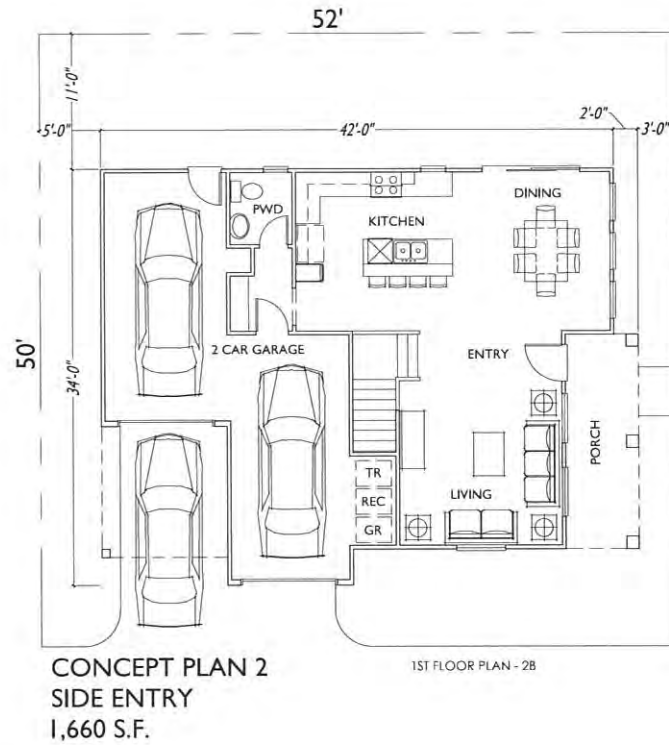 52'
11'-0"
2'-0"
5'-0"
42'-0"
3'-0"
DINING
PWD
KITCHEN
50'
2 CAR GARAGE
ENTRY
34'-0"
PORCH
TR
REC
LIVING
GR
CONCEPT PLAN 2
SIDE ENTRY
1,660 S.F.
1ST FLOOR PLAN - 2B